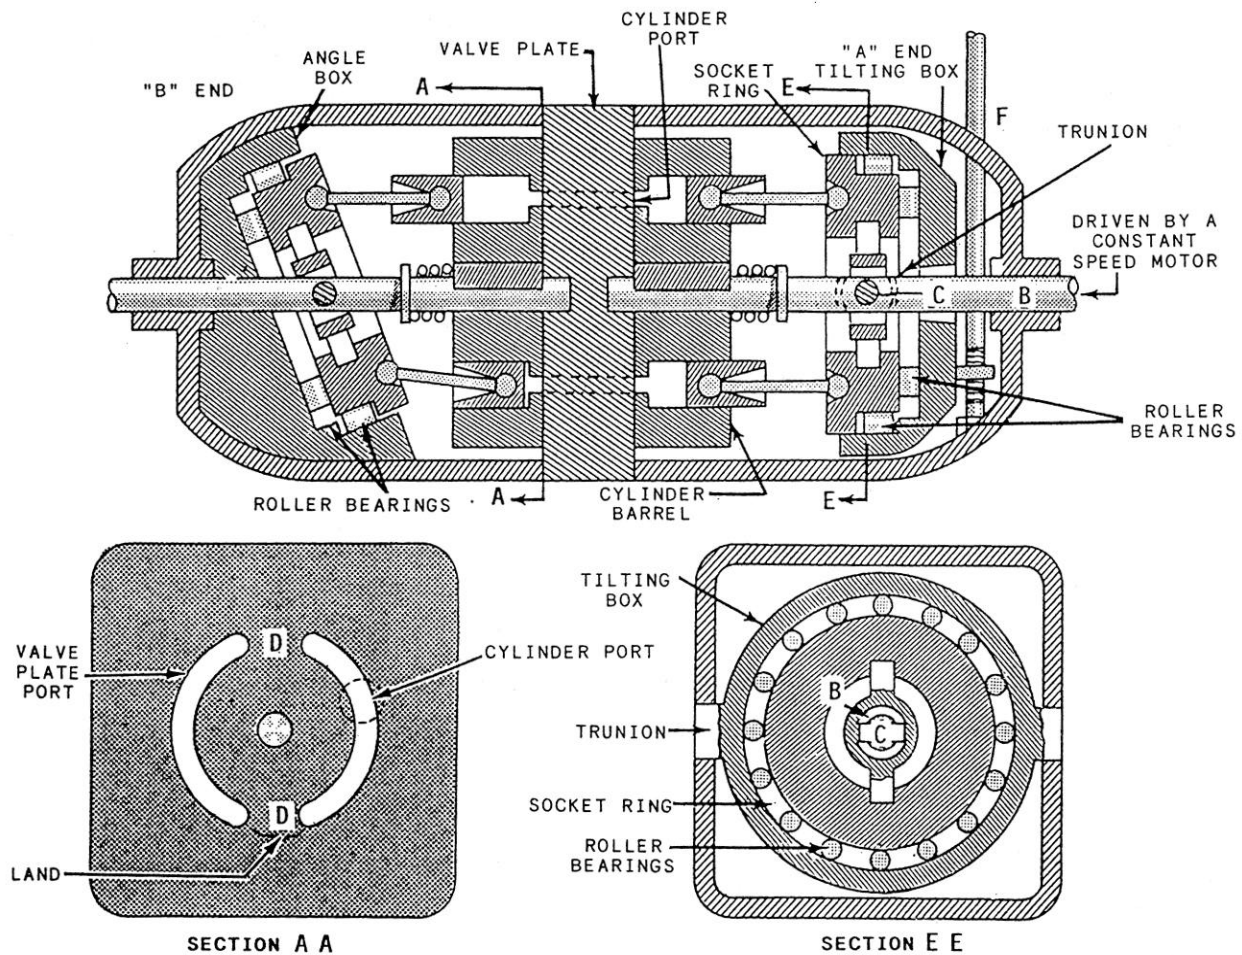 CYLINDER
PORT
VALVE PLATE
ANGLE
BOX
"A" END
TILTING BOX
SOCKET
RING
"B" END
A
E
F
TRUNION
DRIVEN BY A
CONSTANT
SPEED MOTOR
C
B
ROLLER
BEARINGS
ROLLER BEARINGS
A
CYLINDER
BARREL
E
VALVE
PLATE
PORT
D
CYLINDER PORT
D
LAND
SECTION A A
TILTING
BOX
B
C
TRUNION
SOCKET RING
ROLLER
BEARINGS
SECTION E E